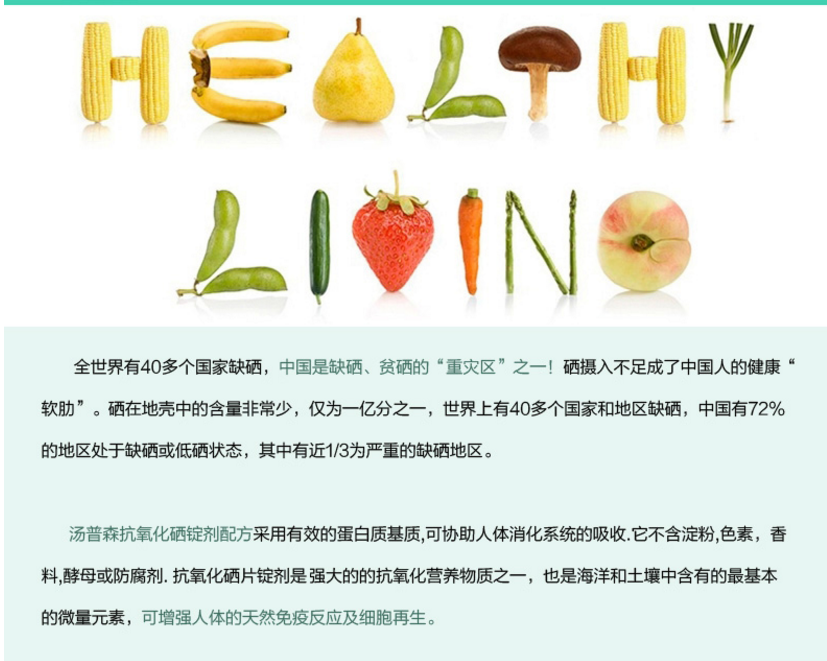 HEALTHY
LIVING
全世界有40多个国家缺硒，中国是缺硒、贫硒的“重灾区”之一！硒摄入不足成了中国人的健康“
软肋”。硒在地壳中的含量非常少，仅为一亿分之一，世界上有40多个国家和地区缺硒，中国有72%
的地区处于缺硒或低硒状态，其中有近1/3为严重的缺硒地区。
汤普森抗氧化硒锭剂配方采用有效的蛋白质基质,可协助人体消化系统的吸收.它不含淀粉,色素，香
料,酵母或防腐剂. 抗氧化硒片锭剂是强大的的抗氧化营养物质之一，也是海洋和土壤中含有的最基本
的微量元素，可增强人体的天然免疫反应及细胞再生。